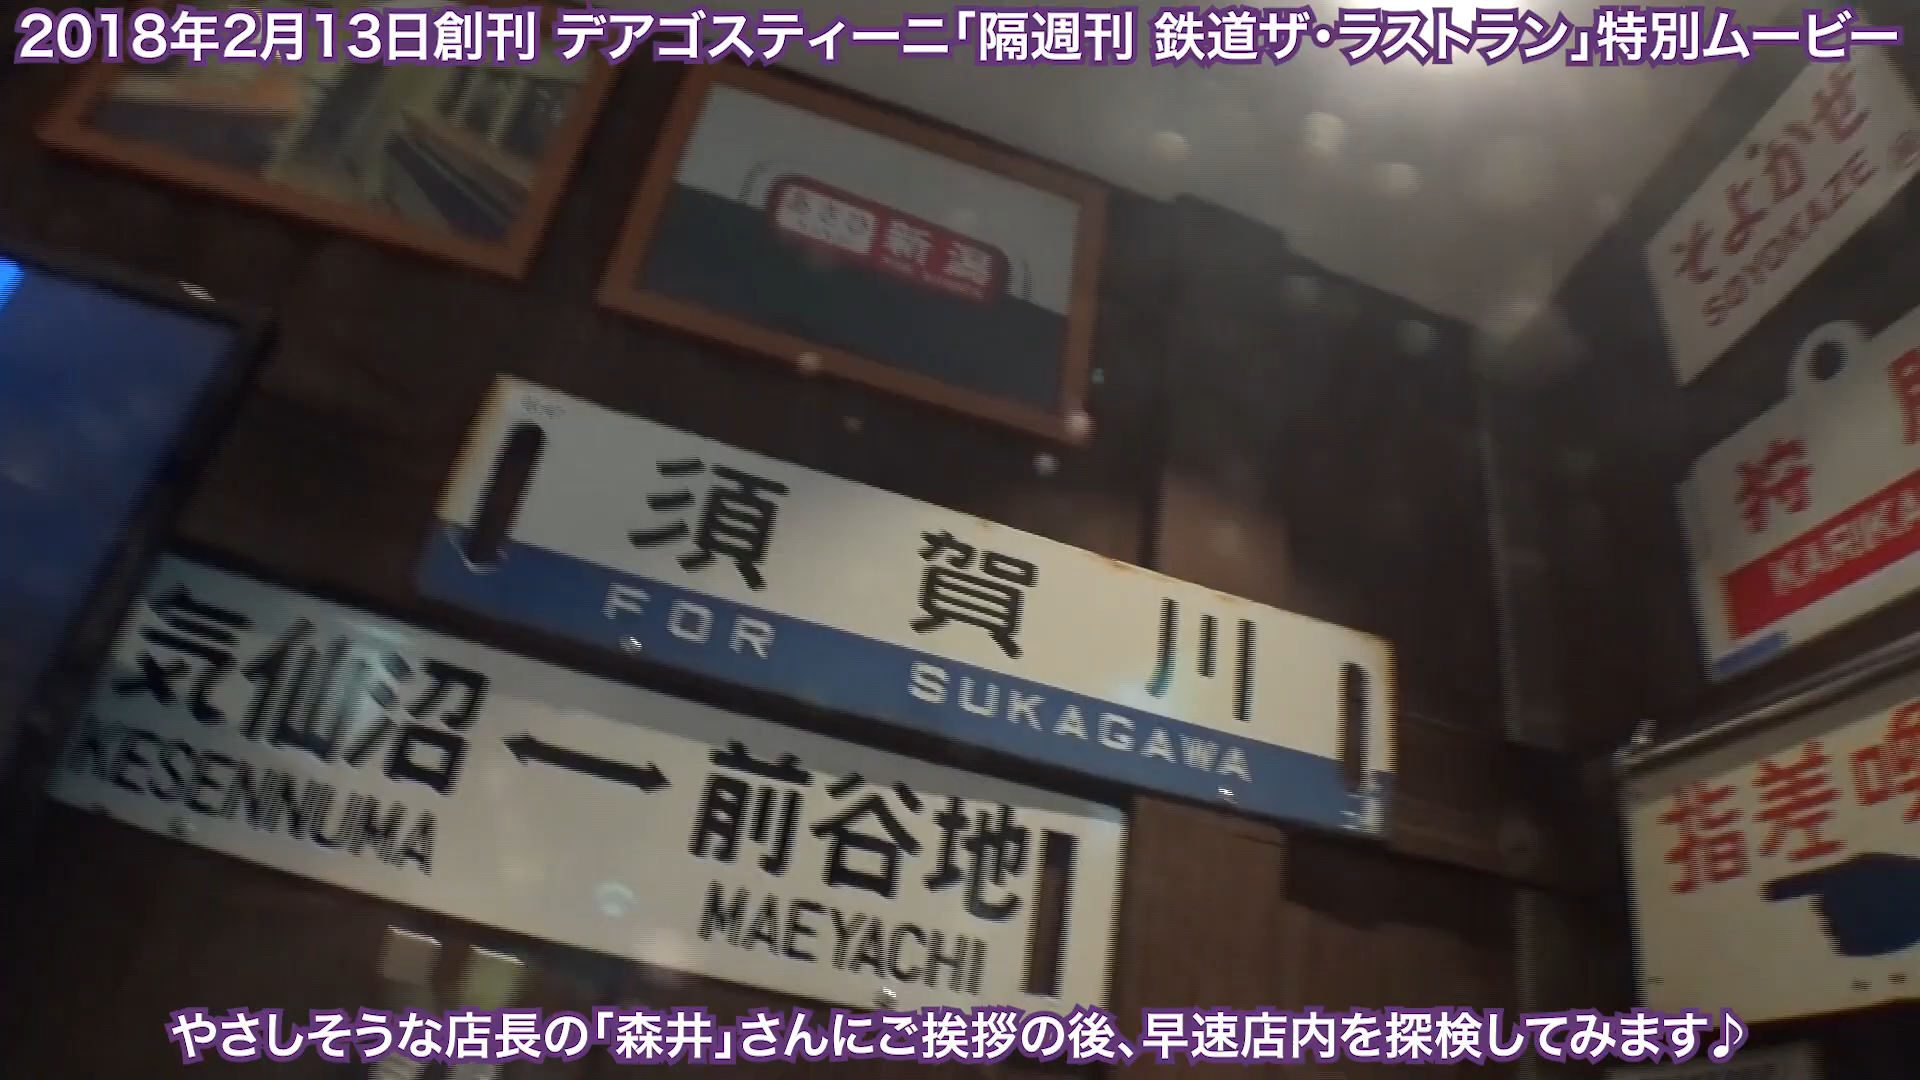 2018年2月13日創刊 デアゴスティーニ「隔週刊 鉄道ザ・ラストラン」特別ムービー
そよかぜ
SOYOKAZE
新潟
須賀川
FOR SUKAGAWA
気仙沼 ↔ 前谷地
KESENNUMA MAEYACHI
狩
KARIKA
指差
やさしそうな店長の「森井」さんにご挨拶の後、早速店内を探検してみます♪